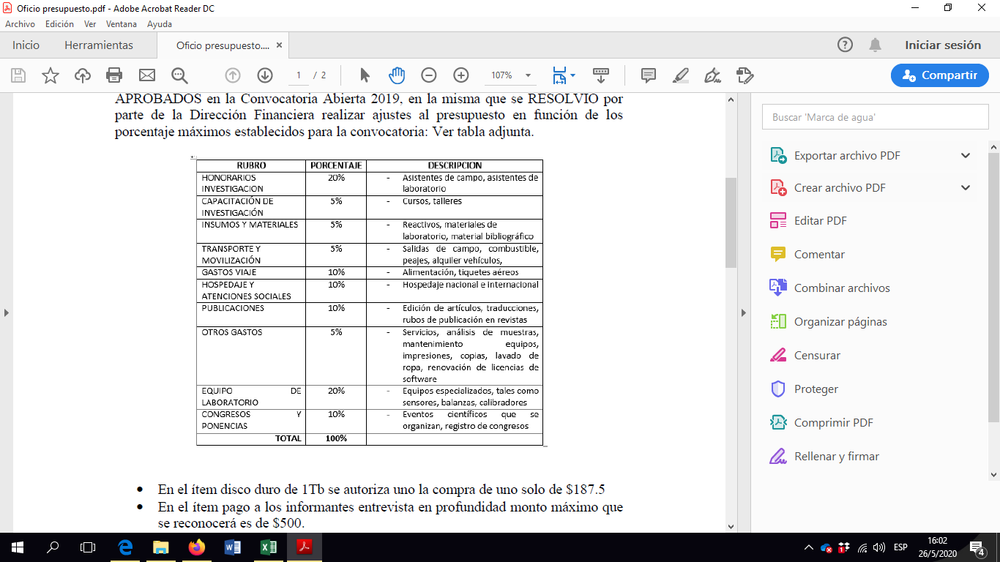 Oficio presupuesto.pdf - Adobe Acrobat Reader DC
Archivo Edición Ver Ventana Ayuda
Inicio Herramientas Oficio presupuesto.... × Iniciar sesión
1 / 2 107% Compartir
APROBADOS en la Convocatoria Abierta 2019, en la misma que se RESOLVIO por
parte de la Dirección Financiera realizar ajustes al presupuesto en función de los
porcentaje máximos establecidos para la convocatoria: Ver tabla adjunta.
RUBRO PORCENTAJE DESCRIPCION
HONORARIOS 20% - Asistentes de campo, asistentes de
INVESTIGACION laboratorio
CAPACITACIÓN DE 5% - Cursos, talleres
INVESTIGACIÓN
INSUMOS Y MATERIALES 5% - Reactivos, materiales de
laboratorio, material bibliográfico
TRANSPORTE Y 5% - Salidas de campo, combustible,
MOVILIZACIÓN peajes, alquiler vehículos,
GASTOS VIAJE 10% - Alimentación, tiquetes aéreos
HOSPEDAJE Y 10% - Hospedaje nacional e internacional
ATENCIONES SOCIALES
PUBLICACIONES 10% - Edición de artículos, traducciones,
rubos de publicación en revistas
OTROS GASTOS 5% - Servicios, análisis de muestras,
mantenimiento equipos,
impresiones, copias, lavado de
ropa, renovación de licencias de
software
EQUIPO DE 20% - Equipos especializados, tales como
LABORATORIO sensores, balanzas, calibradores
CONGRESOS Y 10% - Eventos científicos que se
PONENCIAS organizan, registro de congresos
TOTAL 100%
• En el ítem disco duro de 1Tb se autoriza uno la compra de uno solo de $187.5
• En el ítem pago a los informantes entrevista en profundidad monto máximo que
se reconocerá es de $500.
Buscar 'Marca de agua'
Exportar archivo PDF
Crear archivo PDF
Editar PDF
Comentar
Combinar archivos
Organizar páginas
Censurar
Proteger
Comprimir PDF
Rellenar y firmar
ESP 16:02
26/5/2020 4